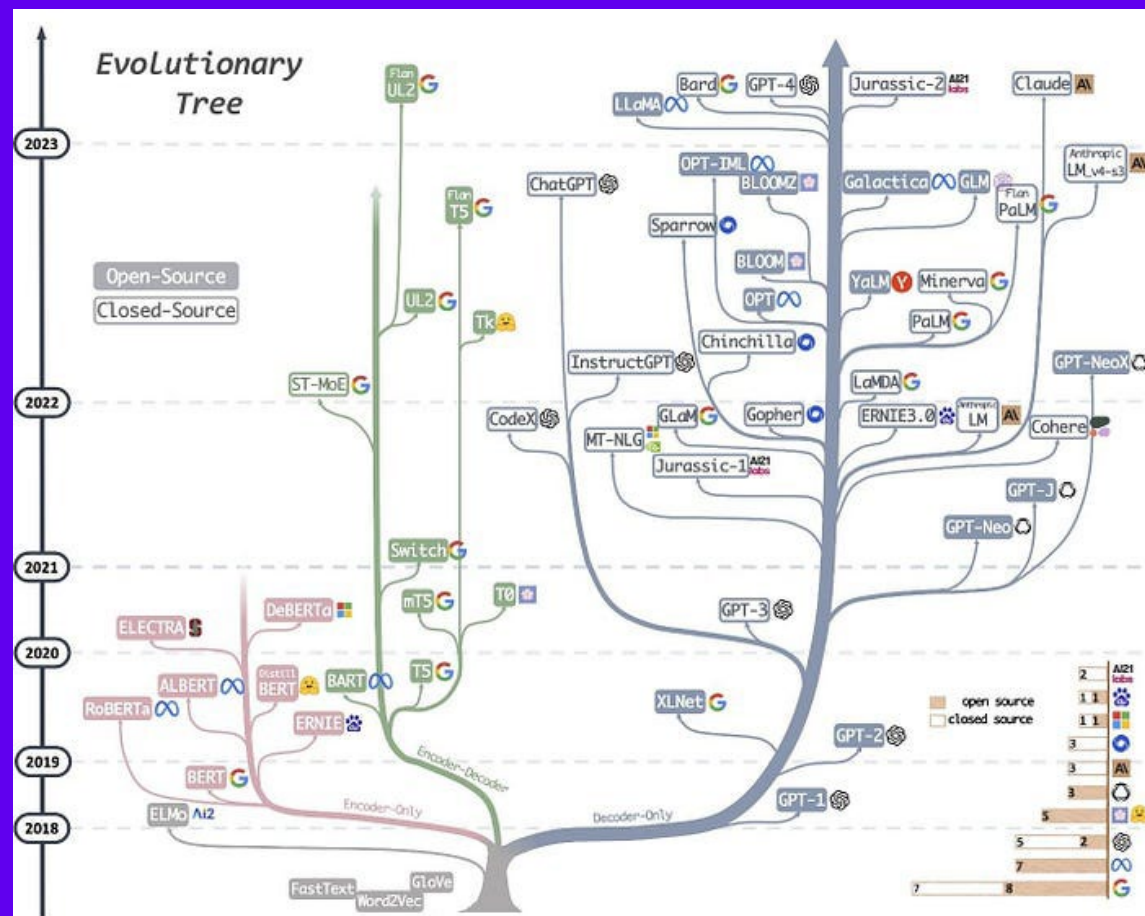 Evolutionary
Tree
Open-Source
Closed-Source
2023
2022
2021
2020
2019
2018
Flan
UL2
Flan
T5
UL2
Tk
ST-MoE
Switch
mT5
T0
BART
T5
Encoder-Decoder
ELECTRA
DeBERTa
ALBERT
Distill
BERT
RoBERTa
ERNIE
BERT
Encoder-Only
ELMo
Ai2
FastText
Word2Vec
GloVe
Decoder-Only
LLaMA
Bard
GPT-4
Jurassic-2
AI21
labs
Claude
A\
OPT-IML
BLOOMZ
ChatGPT
Galactica
GLM
Flan
PaLM
Anthropic
LM_v4-s3
A\
Sparrow
BLOOM
OPT
YaLM
Y
Minerva
PaLM
Chinchilla
InstructGPT
GPT-NeoX
CodeX
GLaM
Gopher
LaMDA
ERNIE3.0
Anthropic
LM
A\
Cohere
MT-NLG
Jurassic-1
AI21
labs
GPT-J
GPT-Neo
GPT-3
XLNet
GPT-2
GPT-1
open source
closed source
2
AI21
labs
1 1
1 1
3
3
A\
3
5
5 2
7
7 8